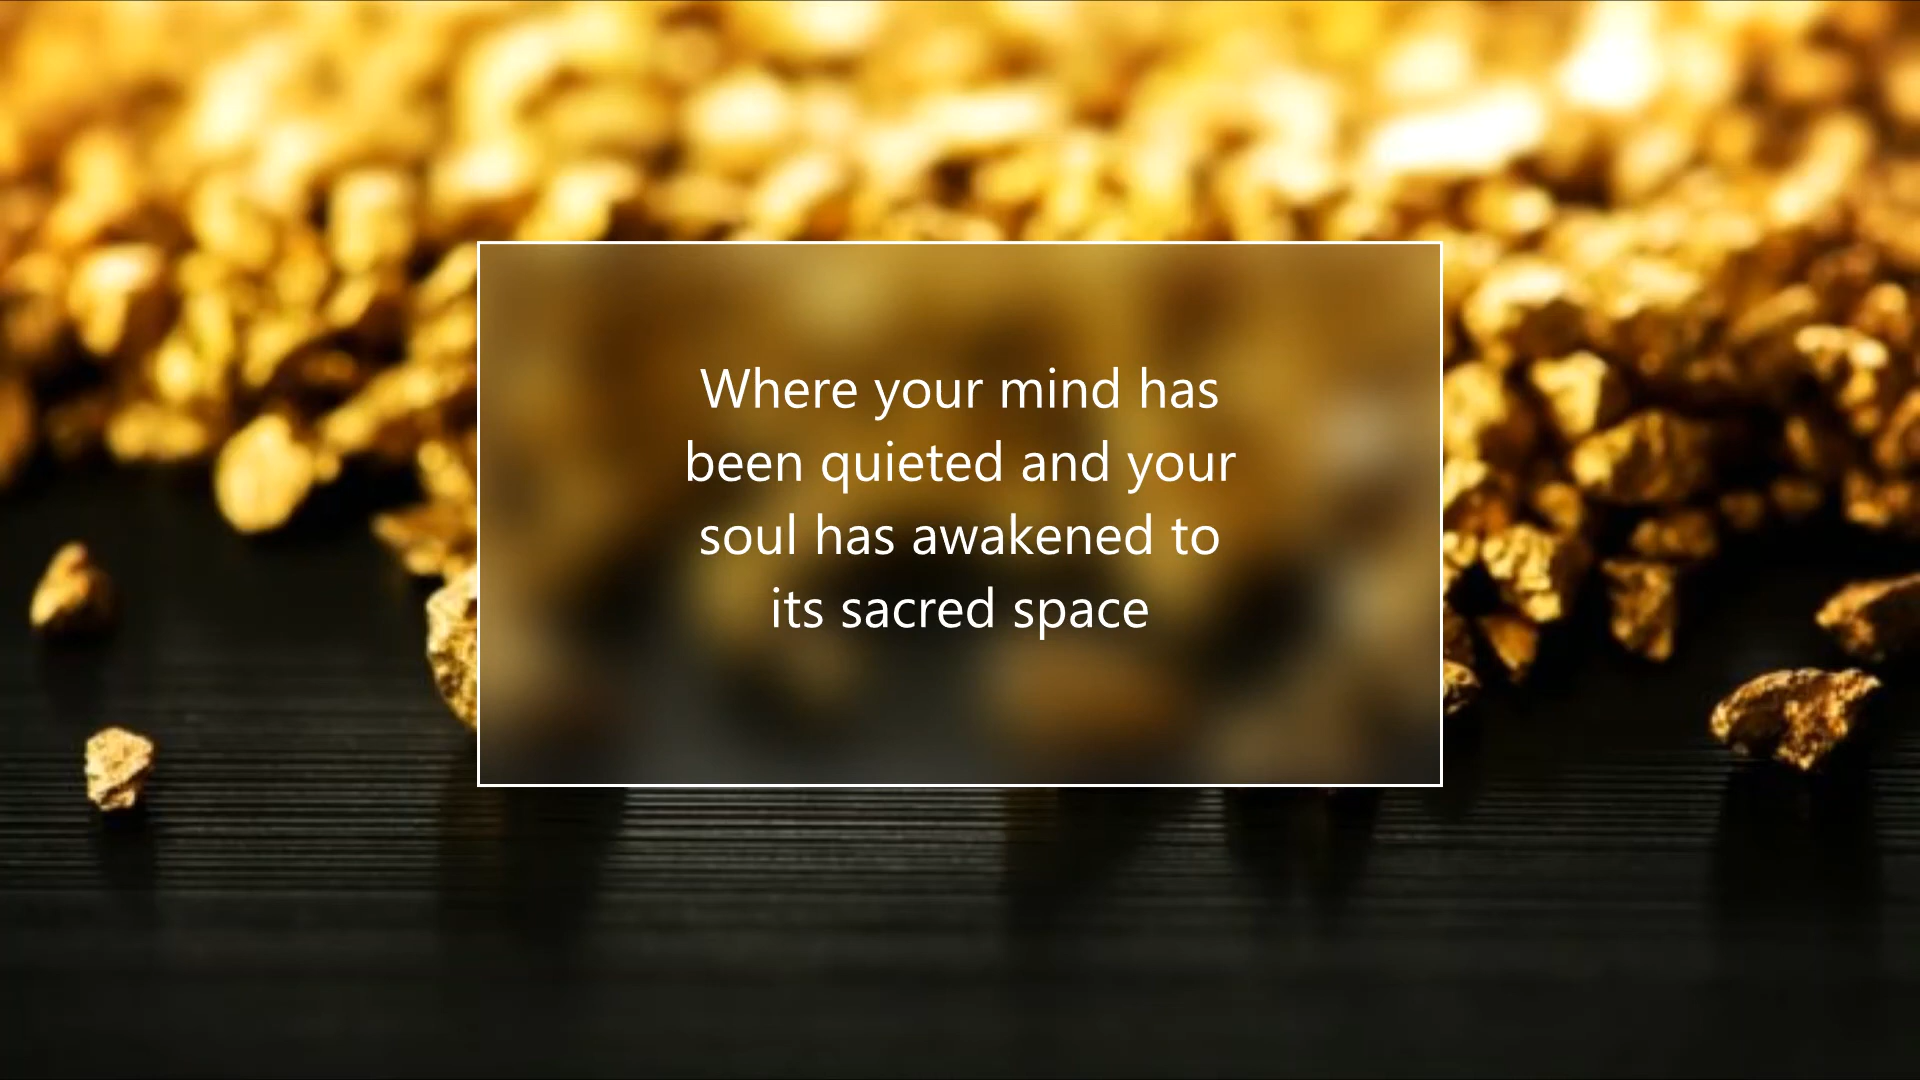 Where your mind has
been quieted and your
soul has awakened to
its sacred space